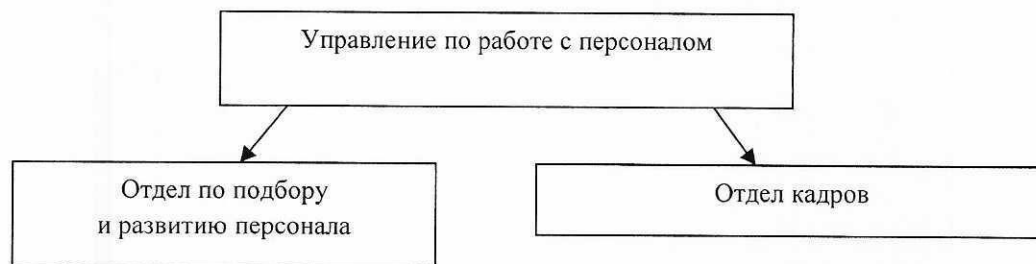 Управление по работе с персоналом
Отдел по подбору
и развитию персонала
Отдел кадров